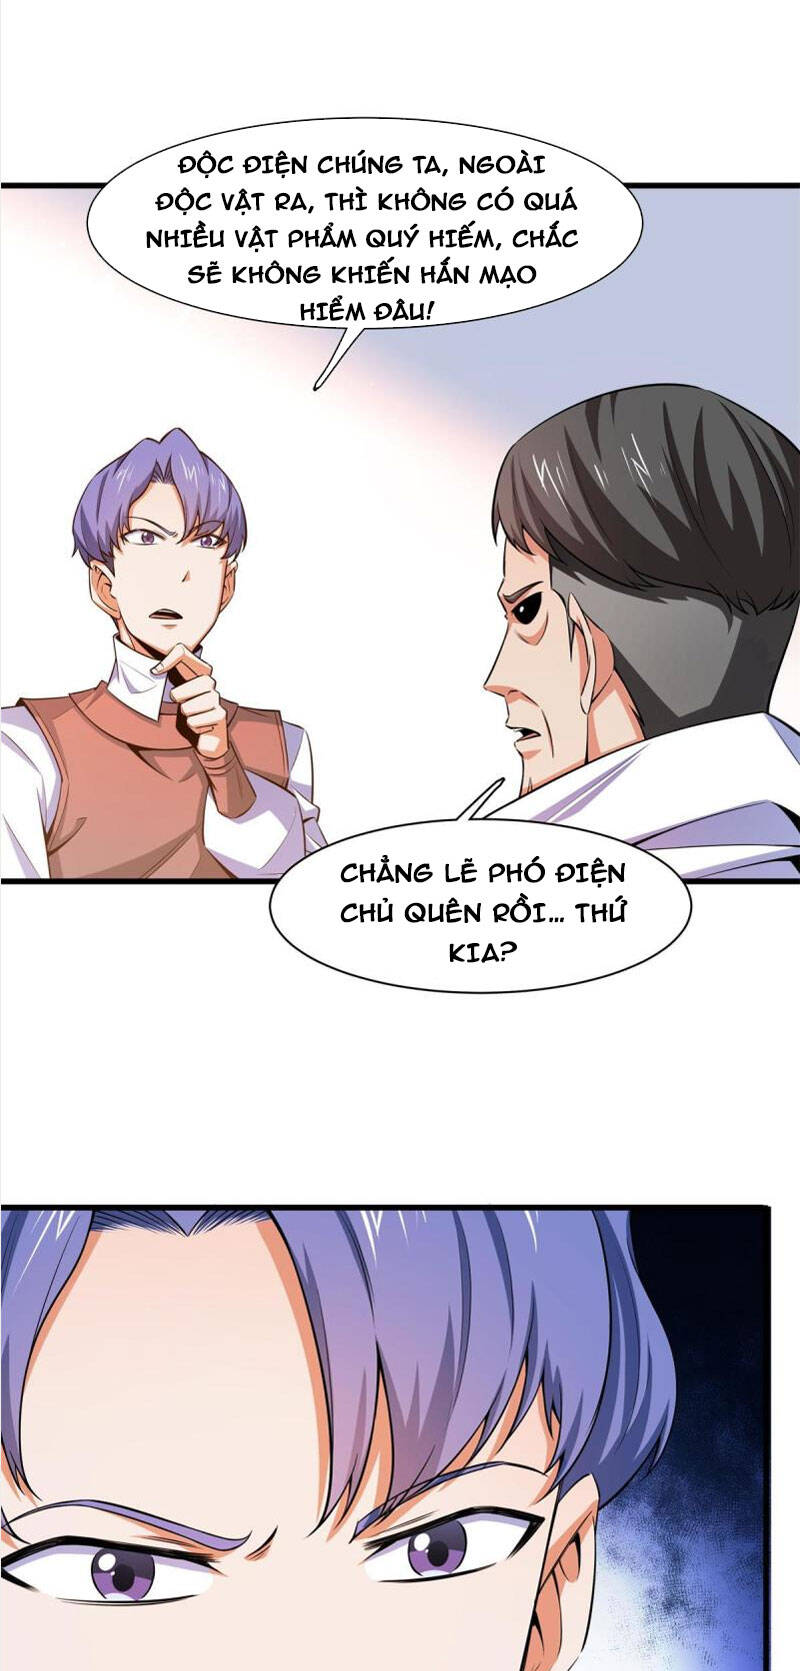 ĐỘC ĐIỆN CHÚNG TA, NGOÀI
ĐỘC VẬT RA, THÌ KHÔNG CÓ QUÁ
NHIỀU VẬT PHẨM QUÝ HIẾM, CHẮC
SẼ KHÔNG KHIẾN HẮN MẠO
HIỂM ĐÂU!
CHẲNG LẼ PHÓ ĐIỆN
CHỦ QUÊN RỒI... THỨ
KIA?